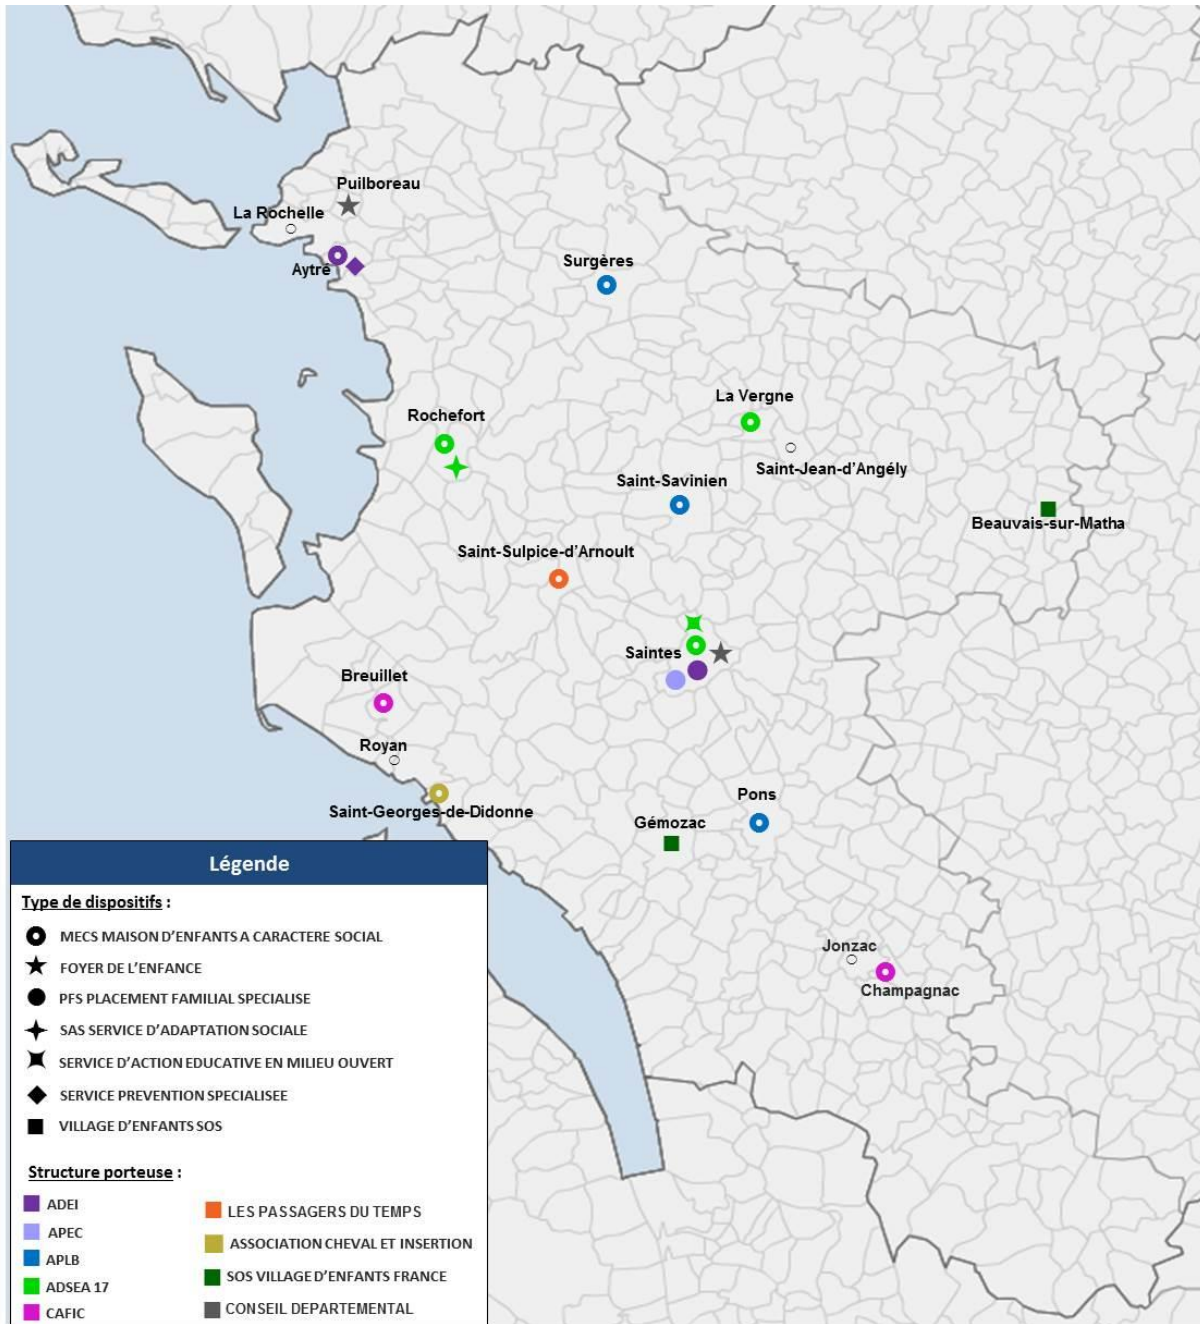 Puilboreau
La Rochelle
Aytré
Surgères
La Vergne
Rochefort
Saint-Jean-d'Angély
Saint-Savinien
Beauvais-sur-Matha
Saint-Sulpice-d'Arnoult
Saintes
Breuillet
Royan
Saint-Georges-de-Didonne
Pons
Gémozac
Jonzac
Champagnac
Légende
Type de dispositifs :
MECS MAISON D'ENFANTS A CARACTÈRE SOCIAL
FOYER DE L'ENFANCE
PFS PLACEMENT FAMILIAL SPECIALISE
SAS SERVICE D'ADAPTATION SOCIALE
SERVICE D'ACTION EDUCATIVE EN MILIEU OUVERT
SERVICE PREVENTION SPECIALISEE
VILLAGE D'ENFANTS SOS
Structure porteuse :
ADEI
APEC
APLB
ADSEA 17
CAFIC
LES PASSAGERS DU TEMPS
ASSOCIATION CHEVAL ET INSERTION
SOS VILLAGE D'ENFANTS FRANCE
CONSEIL DEPARTEMENTAL